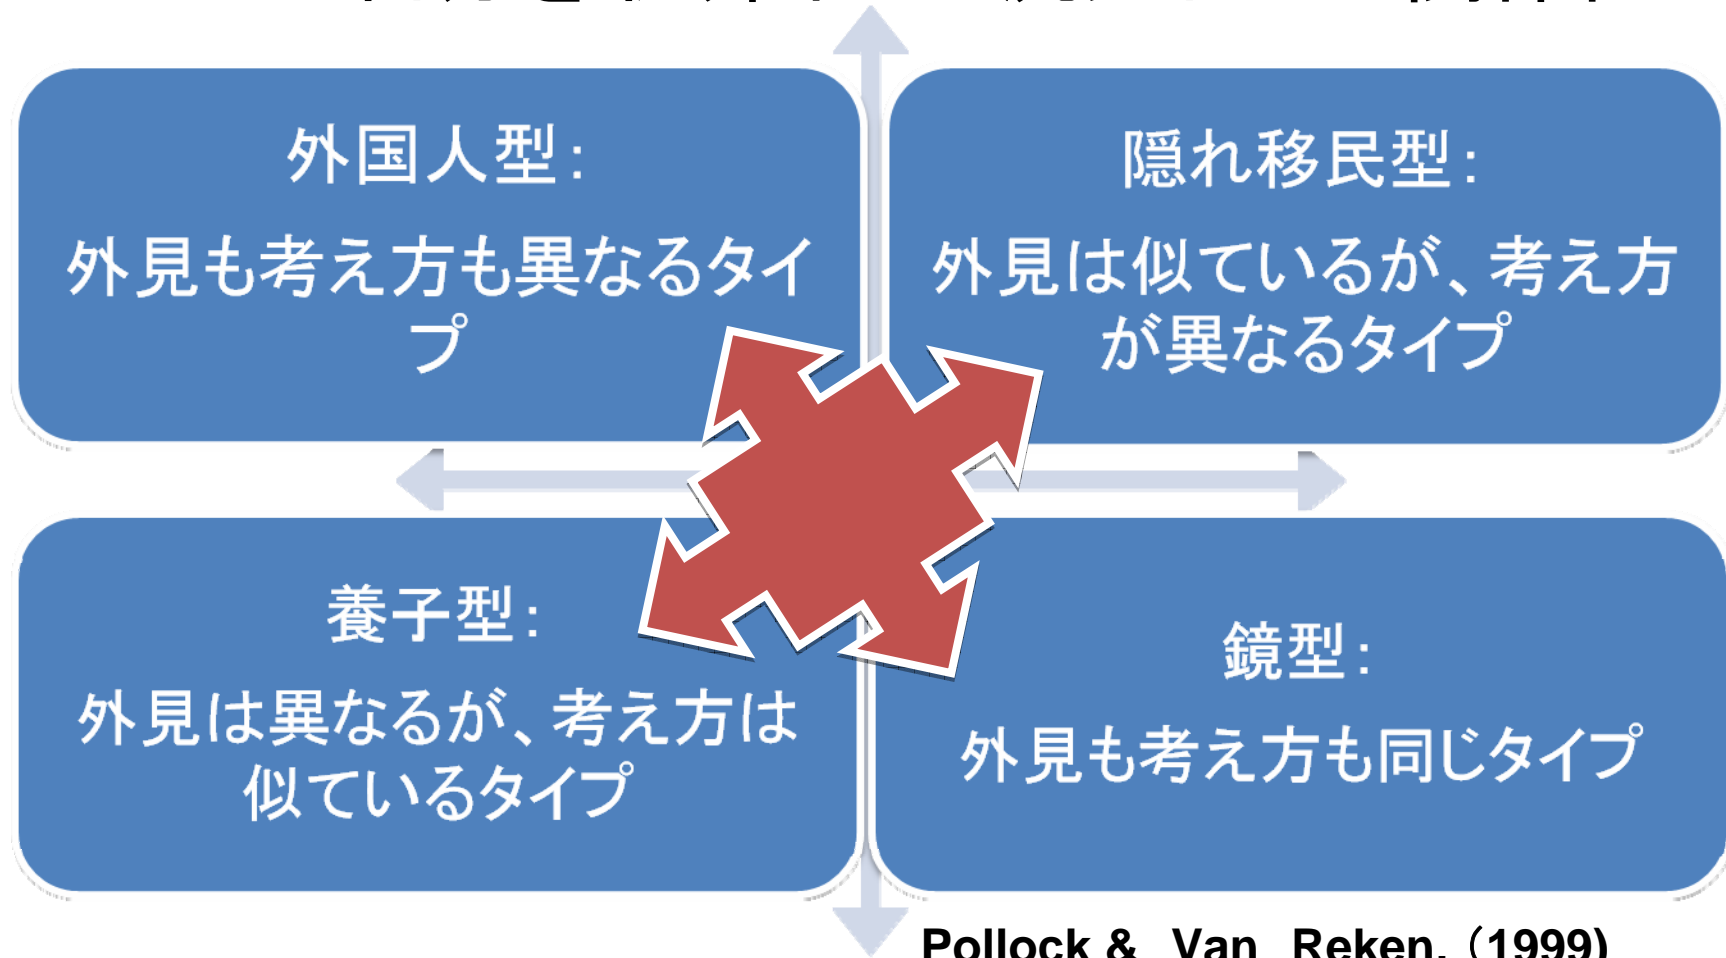 外国人型:
外見も考え方も異なるタイ
プ
隠れ移民型:
外見は似ているが、考え方
が異なるタイプ
養子型:
外見は異なるが、考え方は
似ているタイプ
鏡型:
外見も考え方も同じタイプ
Pollock & Van Reken. (1999)